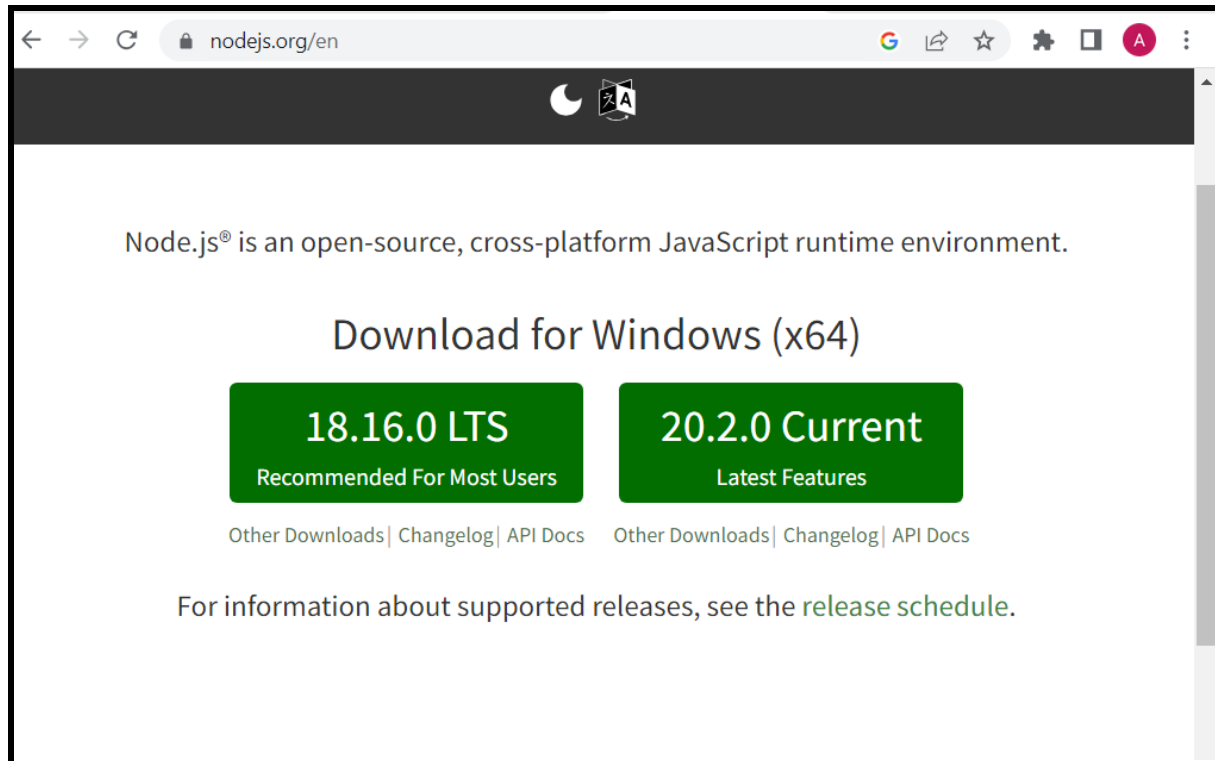 nodejs.org/en
G
A
文A
Node.js® is an open-source, cross-platform JavaScript runtime environment.
Download for Windows (x64)
18.16.0 LTS
Recommended For Most Users
20.2.0 Current
Latest Features
Other Downloads| Changelog| API Docs
Other Downloads| Changelog| API Docs
For information about supported releases, see the release schedule.